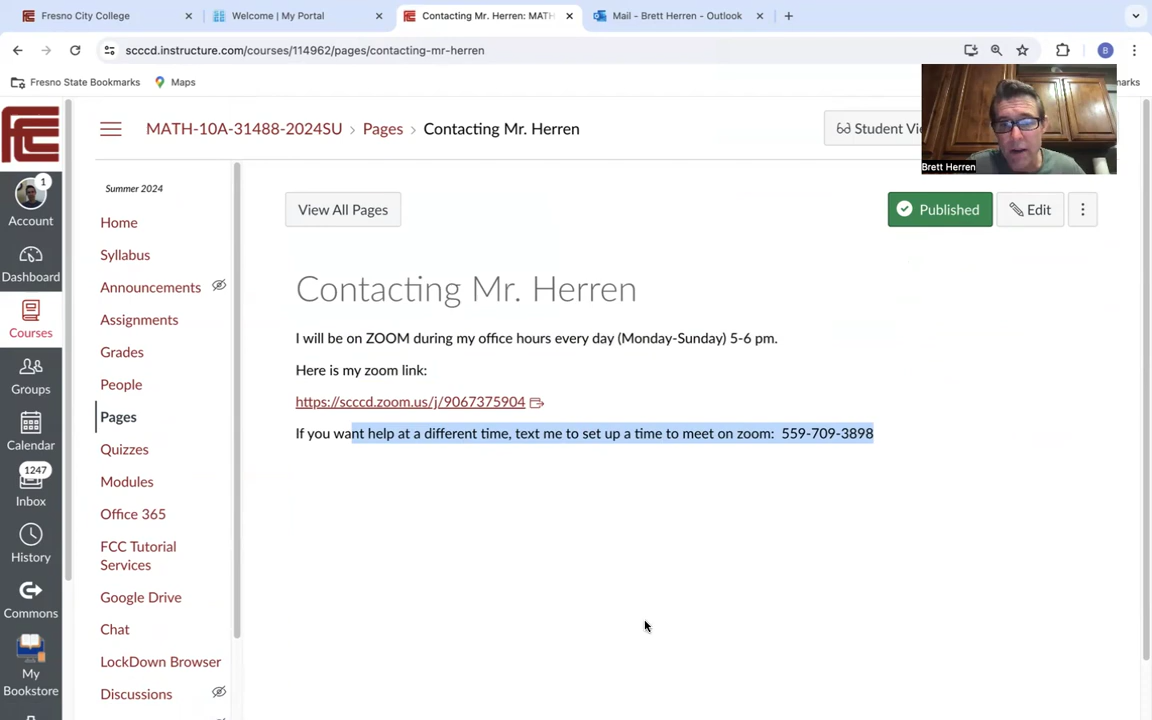 Fresno City College
Welcome | My Portal
Contacting Mr. Herren: MATH
Mail - Brett Herren - Outlook
scccd.instructure.com/courses/114962/pages/contacting-mr-herren
B
Fresno State Bookmarks
Maps
marks
MATH-10A-31488-2024SU > Pages > Contacting Mr. Herren
Student Vie
Brett Herren
1
Account
Dashboard
Courses
Groups
Calendar
1247
Inbox
History
Commons
My
Bookstore
Summer 2024
Home
Syllabus
Announcements
Assignments
Grades
People
Pages
Quizzes
Modules
Office 365
FCC Tutorial
Services
Google Drive
Chat
LockDown Browser
Discussions
View All Pages
Published
Edit
Contacting Mr. Herren
I will be on ZOOM during my office hours every day (Monday-Sunday) 5-6 pm.
Here is my zoom link:
https://scccd.zoom.us/j/9067375904
If you want help at a different time, text me to set up a time to meet on zoom: 559-709-3898